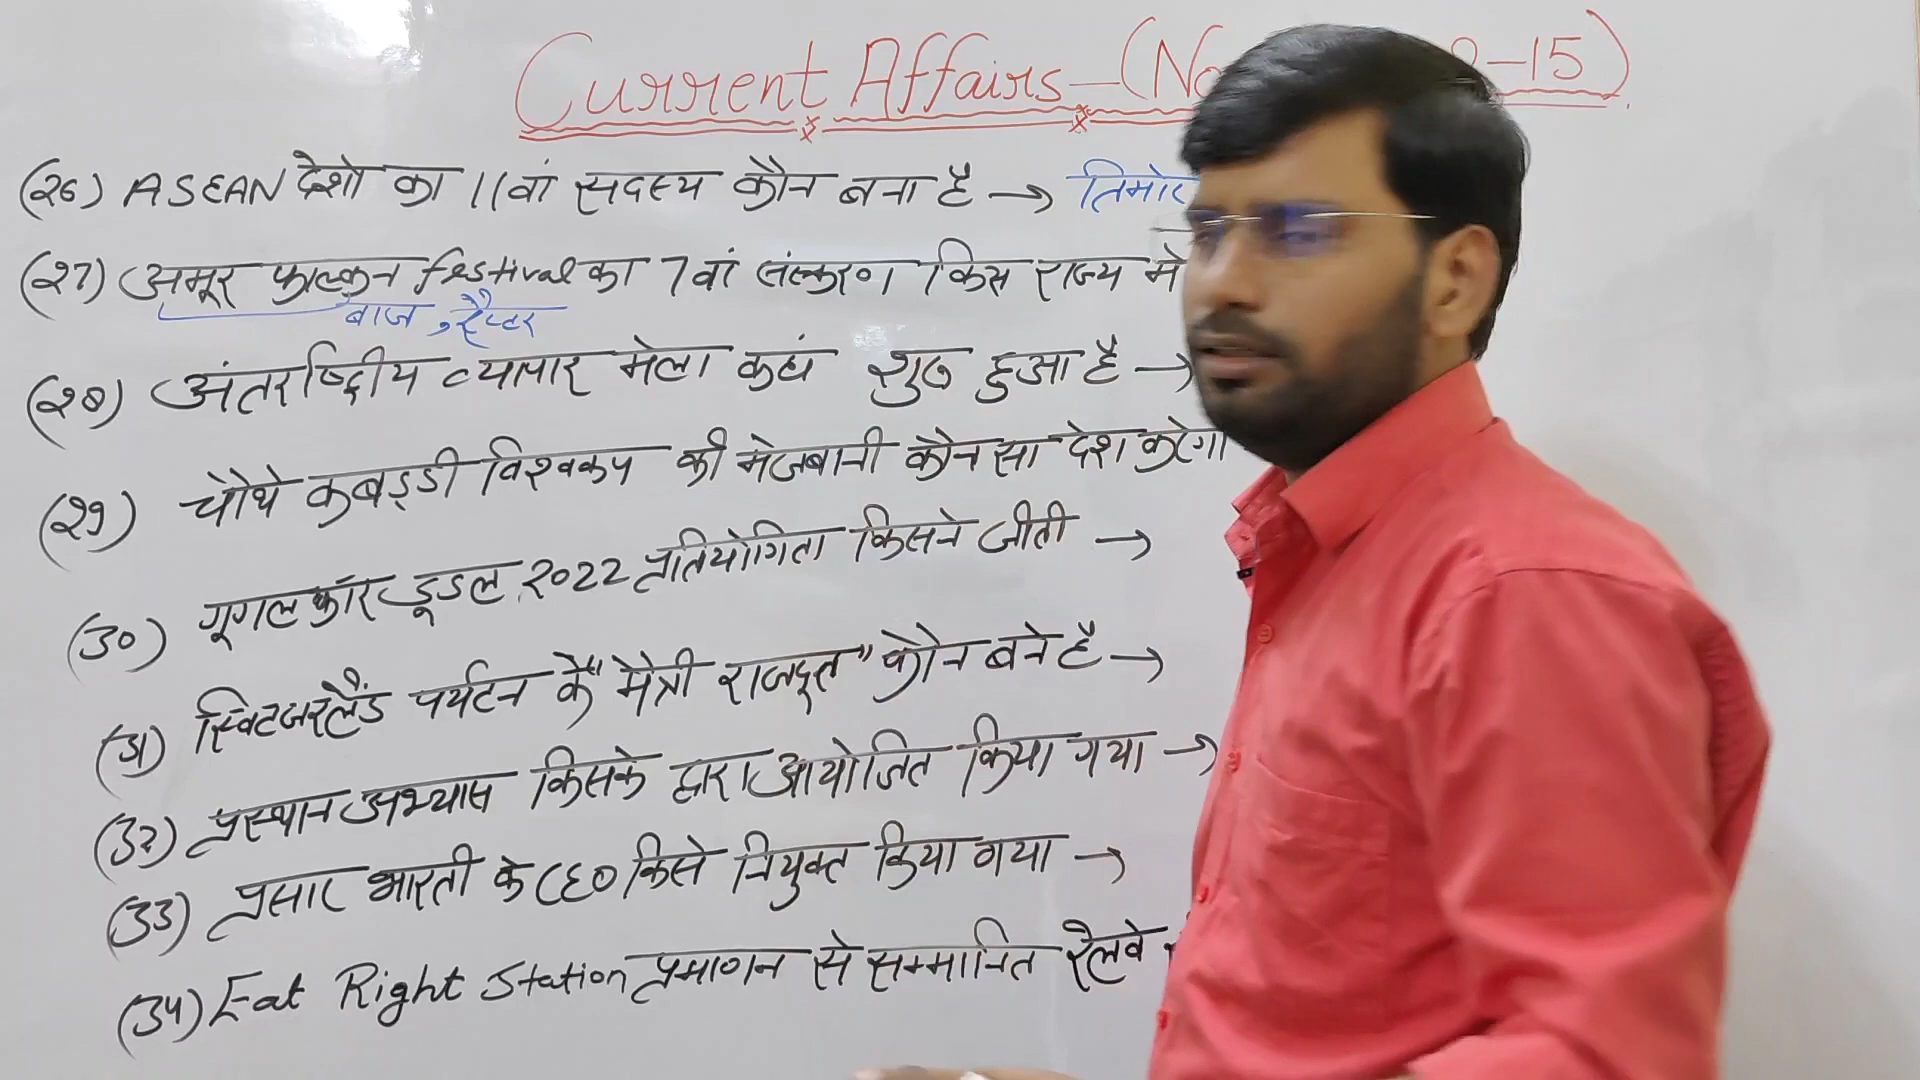 Current Affairs - (No -15)
(26) ASEAN देशो का 11वां सदस्य कौन बना है → तिमोर
(27) अमूर फाल्कन festival का 7वां संस्करण किस राज्य मे
बाज, रैप्टर
(28) अंतर्राष्ट्रीय व्यापार मेला कहां शुरू हुआ है →
(29) चौथे कबड्डी विश्वकप की मेजबानी कौन सा देश करेगा
(30) गूगल फॉर डूडल 2022 प्रतियोगिता किसने जीती →
(31) स्विटजरलैंड पर्यटन के "मैत्री राजदूत" कौन बने है →
(32) प्रस्थान अभ्यास किसके द्वारा आयोजित किया गया →
(33) प्रसार भारती के CEO किसे नियुक्त किया गया →
(34) Eat Right Station प्रमाणन से सम्मानित रेलवे